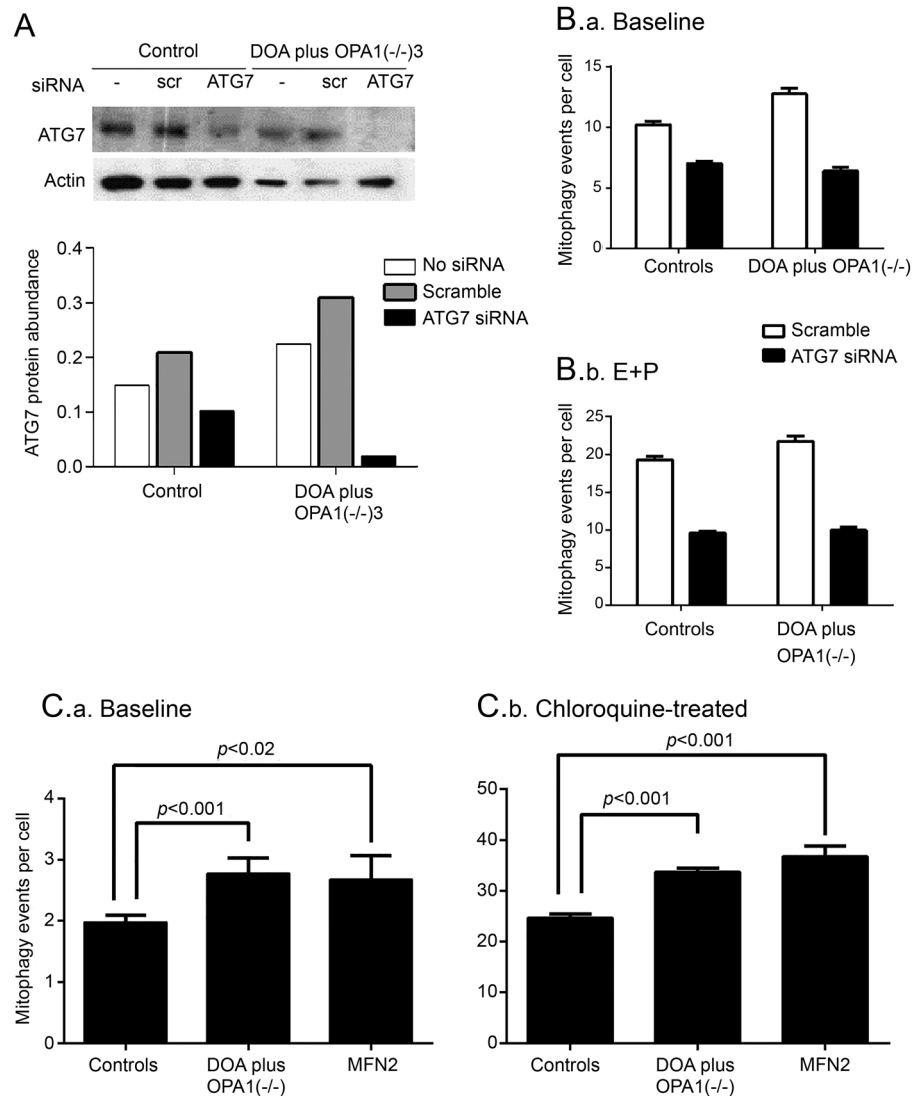 A
Control DOA plus OPA1(-/-)3
siRNA - scr ATG7 - scr ATG7
ATG7
Actin
0.4
0.3
0.2
0.1
0.0
ATG7 protein abundance
No siRNA
Scramble
ATG7 siRNA
Control
DOA plus
OPA1(-/-)3
B.a. Baseline
15
10
5
0
Mitophagy events per cell
Controls DOA plus OPA1(-/-)
Scramble
ATG7 siRNA
B.b. E+P
25
20
15
10
5
0
Mitophagy events per cell
Controls
DOA plus
OPA1(-/-)
C.a. Baseline
p<0.02
p<0.001
4
3
2
1
0
Mitophagy events per cell
Controls
DOA plus
OPA1(-/-)
MFN2
C.b. Chloroquine-treated
p<0.001
p<0.001
50
40
30
20
10
0
Controls
DOA plus
OPA1(-/-)
MFN2